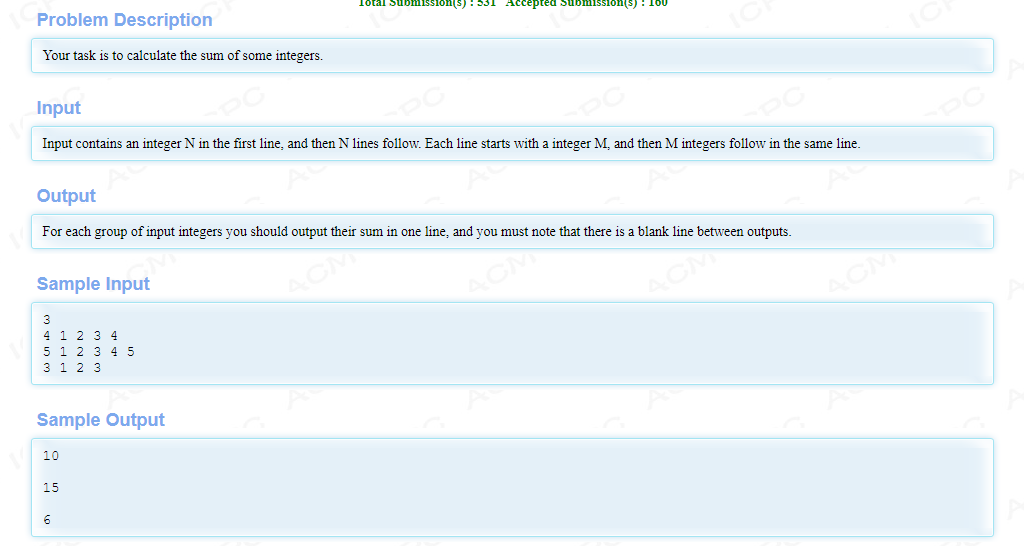 Total Submission(s) : 531 Accepted Submission(s) : 160
Problem Description
Your task is to calculate the sum of some integers.
Input
Input contains an integer N in the first line, and then N lines follow. Each line starts with a integer M, and then M integers follow in the same line.
Output
For each group of input integers you should output their sum in one line, and you must note that there is a blank line between outputs.
Sample Input
3
4 1 2 3 4
5 1 2 3 4 5
3 1 2 3
Sample Output
10
15
6